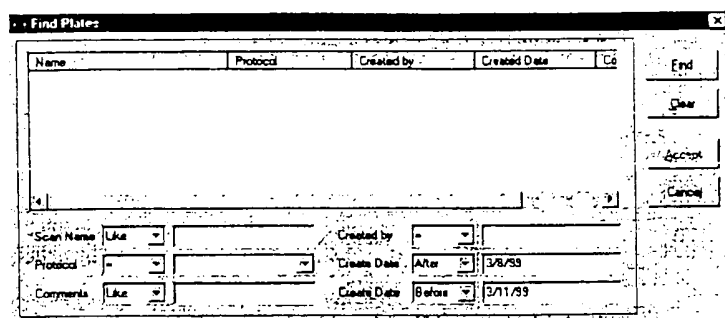 Find Plates
Name Protocol Created by Created Date Co
Find
Clear
Accept
Cancel
Scan Name Like Created by =
Protocol = Create Date After 3/8/99
Comments Like Create Date Before 3/11/99